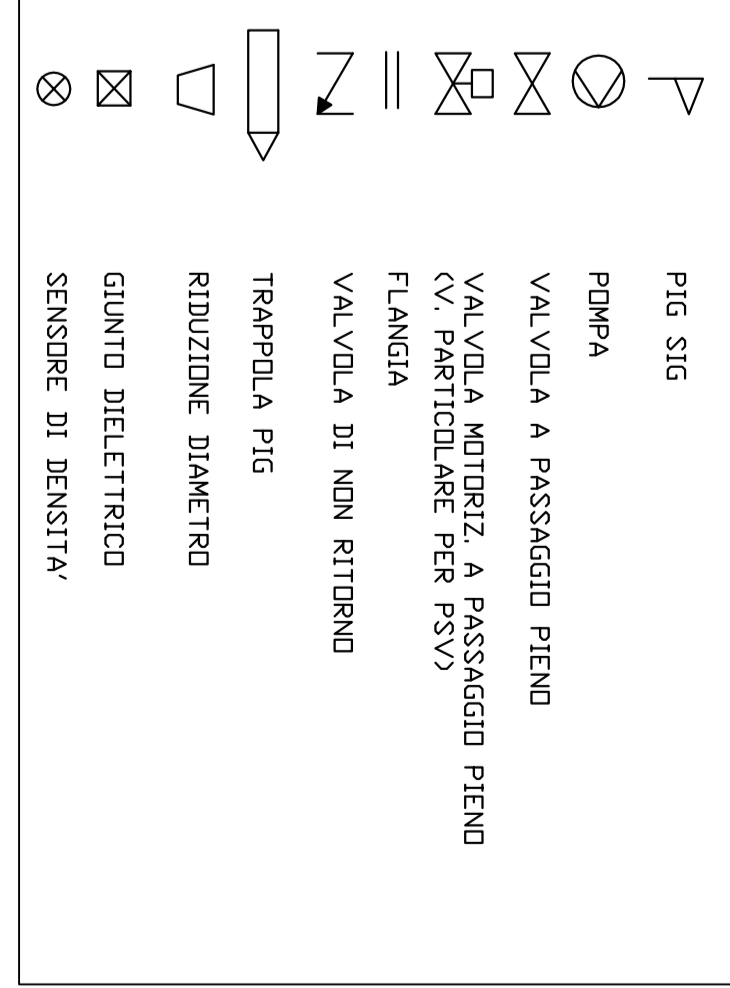 PIG SIG
POMPA
VALVOLA A PASSAGGIO PIENO
VALVOLA MOTORIZ. A PASSAGGIO PIENO
(V. PARTICOLARE PER PSV)
FLANGIA
VALVOLA DI NON RITORNO
TRAPPOLA PIG
RIDUZIONE DIAMETRO
GIUNTO DIELETTRICO
SENSORE DI DENSITA'